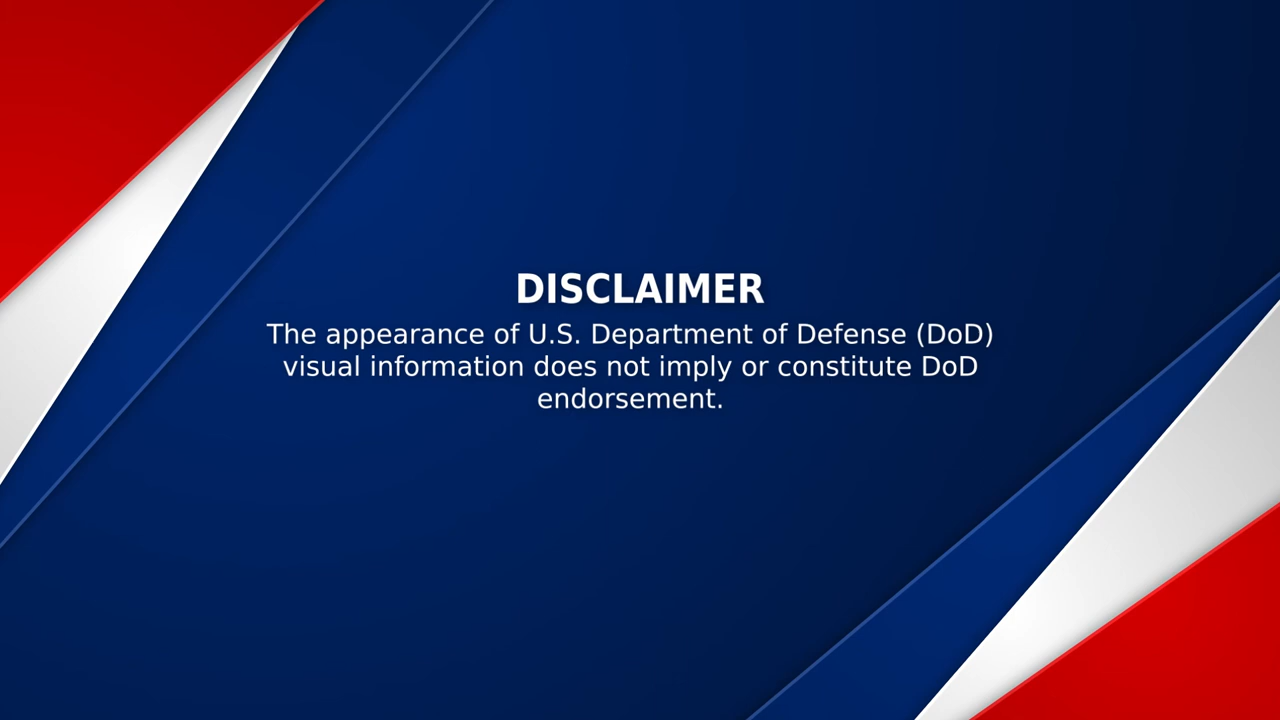 DISCLAIMER
The appearance of U.S. Department of Defense (DoD)
visual information does not imply or constitute DoD
endorsement.